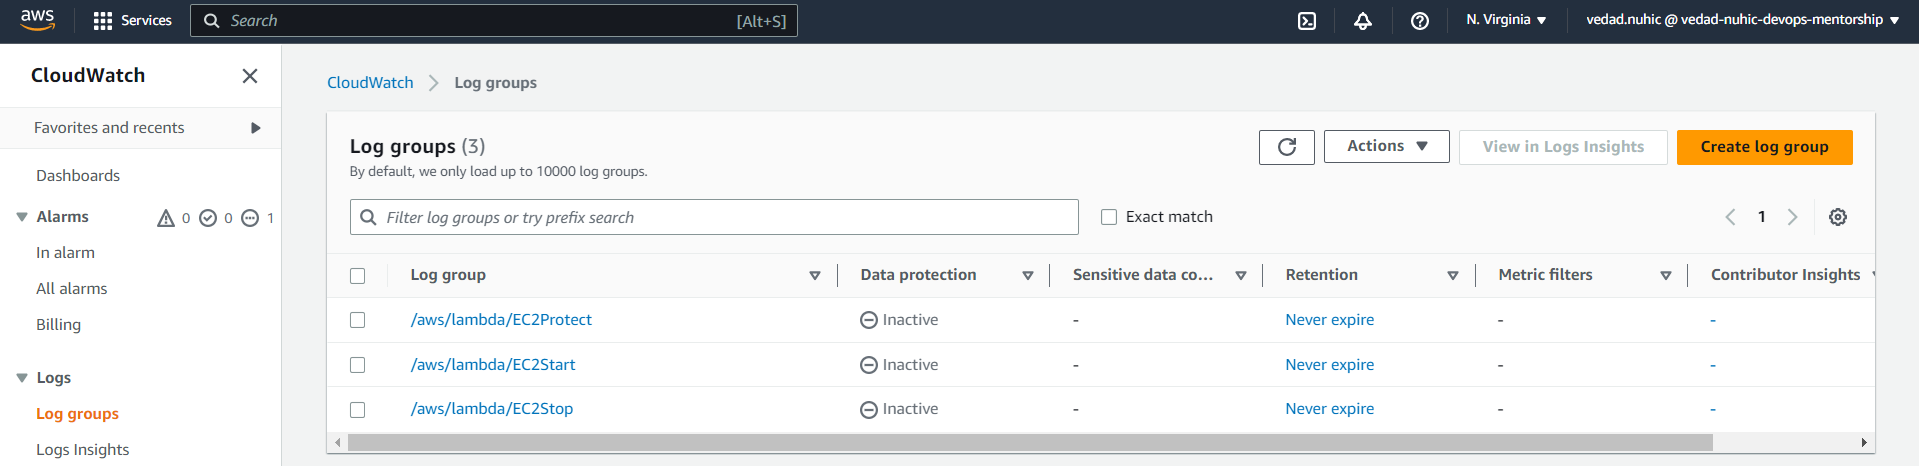 aws Services Search [Alt+S] N. Virginia vedad.nuhic @ vedad-nuhic-devops-mentorship
CloudWatch
Favorites and recents
Dashboards
Alarms 0 0 1
In alarm
All alarms
Billing
Logs
Log groups
Logs Insights
CloudWatch Log groups
Log groups (3)
By default, we only load up to 10000 log groups.
Actions View in Logs Insights Create log group
Filter log groups or try prefix search Exact match 1
Log group Data protection Sensitive data co... Retention Metric filters Contributor Insights
/aws/lambda/EC2Protect Inactive - Never expire - -
/aws/lambda/EC2Start Inactive - Never expire - -
/aws/lambda/EC2Stop Inactive - Never expire - -